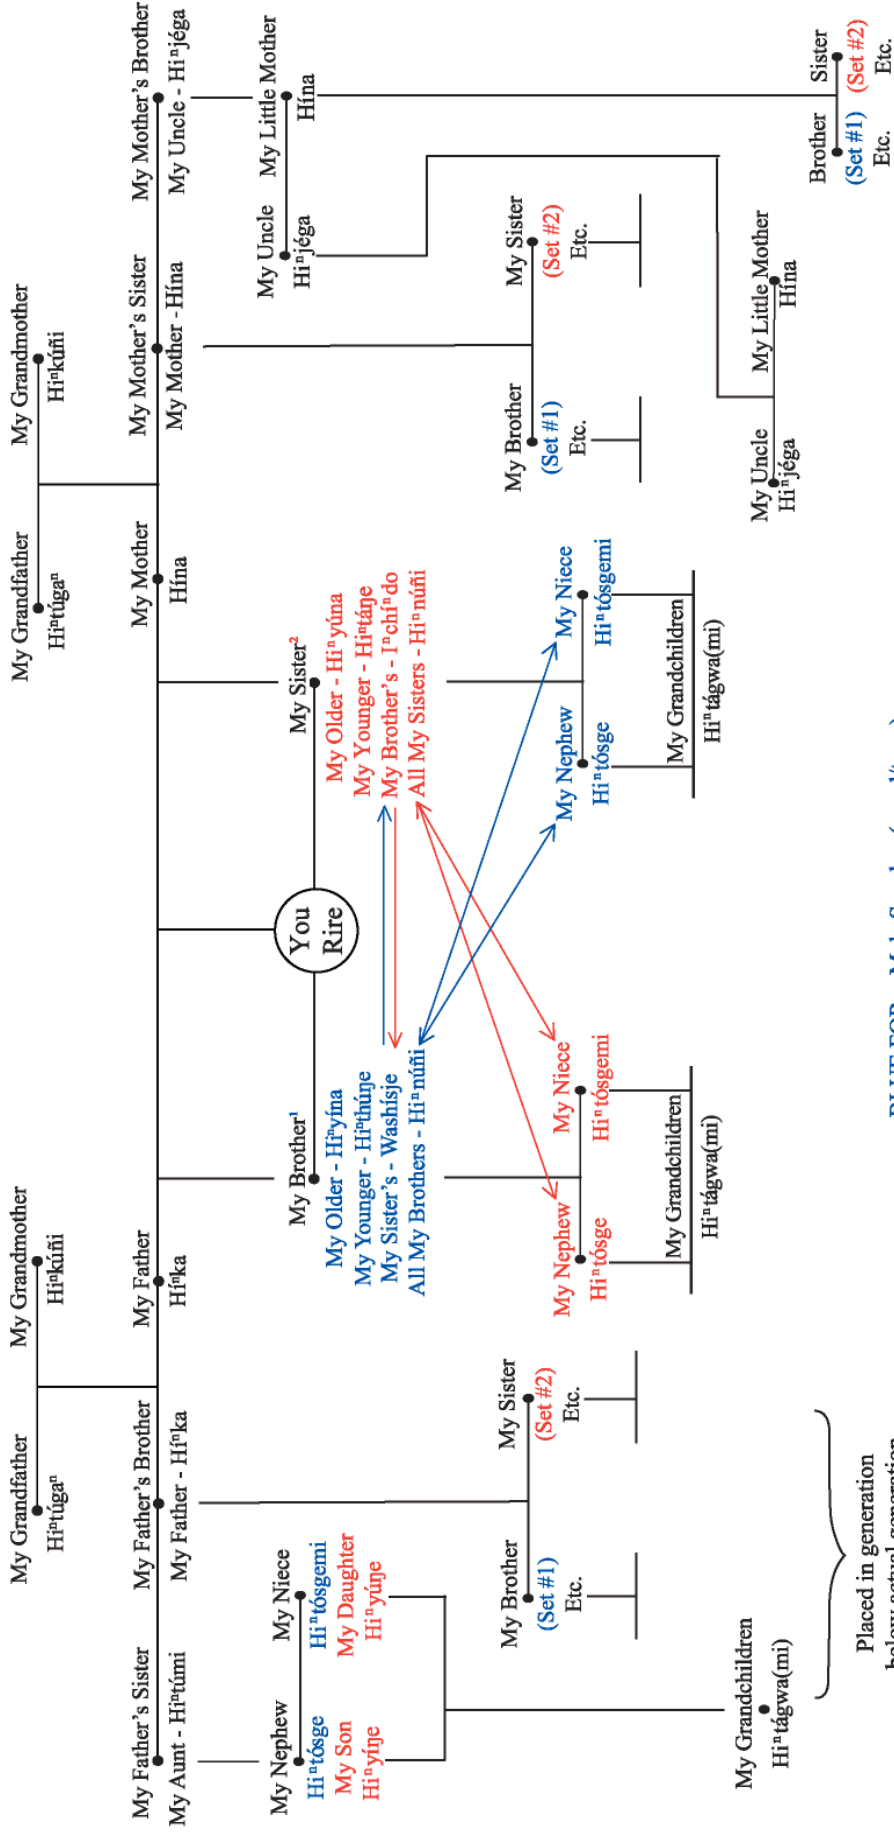 My Grandfather
Hiⁿtúgaⁿ
My Grandmother
Hiⁿkúñi
My Grandfather
Hiⁿtúgaⁿ
My Grandmother
Hiⁿkúñi
My Father's Sister
My Aunt - Hiⁿtúmi
My Father's Brother
My Father - Híⁿka
My Father
Híⁿka
My Mother
Hína
My Mother's Sister
My Mother -Hína
My Mother's Brother
My Uncle - Hiⁿjéga
My Nephew
Hiⁿtósge
My Son
Hiⁿyíŋe
My Niece
Hiⁿtósgemi
My Daughter
Hiⁿyúŋe
My Brother¹
My Older - Hiⁿyína
My Younger - Hiⁿthúŋe
My Sister's - Washísje
All My Brothers - Hiⁿnúñi
You
Rire
My Sister²
My Older - Hiⁿyúna
My Younger - Hiⁿtáŋe
My Brother's - Iⁿchíⁿdo
All My Sisters - Hiⁿnúñi
My Uncle
Hiⁿjéga
My Little Mother
Hína
My Brother
(Set #1)
Etc.
My Sister
(Set #2)
Etc.
My Nephew
Hiⁿtósge
My Niece
Hiⁿtósgemi
My Nephew
Hiⁿtósge
My Niece
Hiⁿtósgemi
My Brother
(Set #1)
Etc.
My Sister
(Set #2)
Etc.
My Grandchildren
Hiⁿtágwa(mi)
My Grandchildren
Hiⁿtágwa(mi)
My Grandchildren
Hiⁿtágwa(mi)
My Uncle
Hiⁿjéga
My Little Mother
Hína
Brother
(Set #1)
Etc.
Sister
(Set #2)
Etc.
Placed in generation
below actual generation